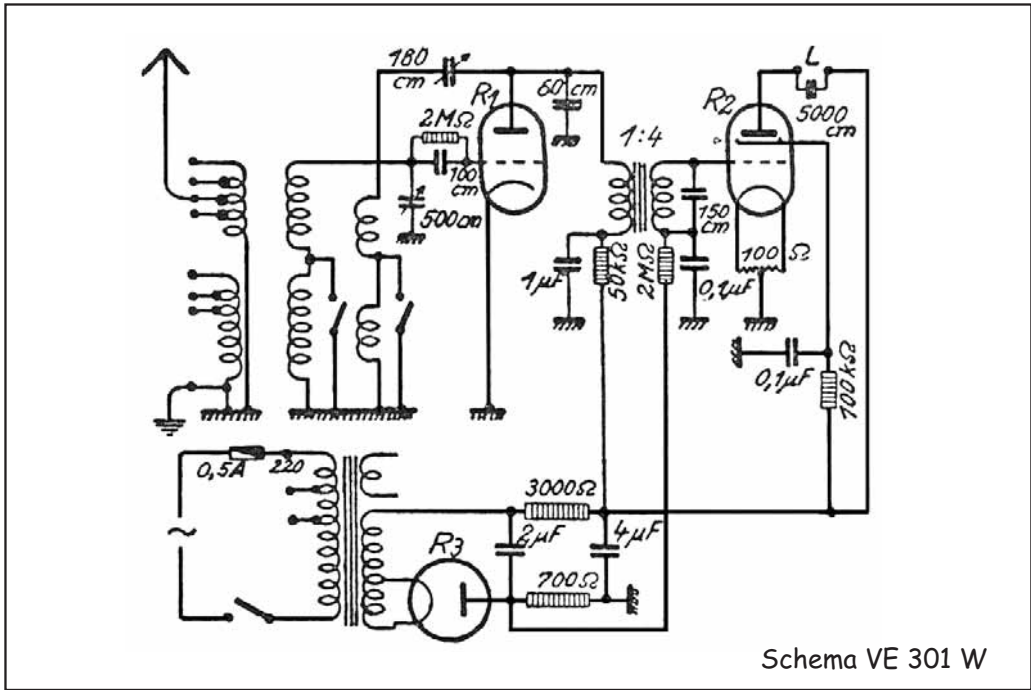 180
cm
R1
60 cm
L
R2
5000
cm
2MΩ
1:4
100
cm
500cm
150
cm
100 Ω
1µF
50kΩ
2MΩ
0,1µF
0,1µF
100kΩ
0,5A
220
3000Ω
~
R3
2µF
4µF
700Ω
Schema VE 301 W